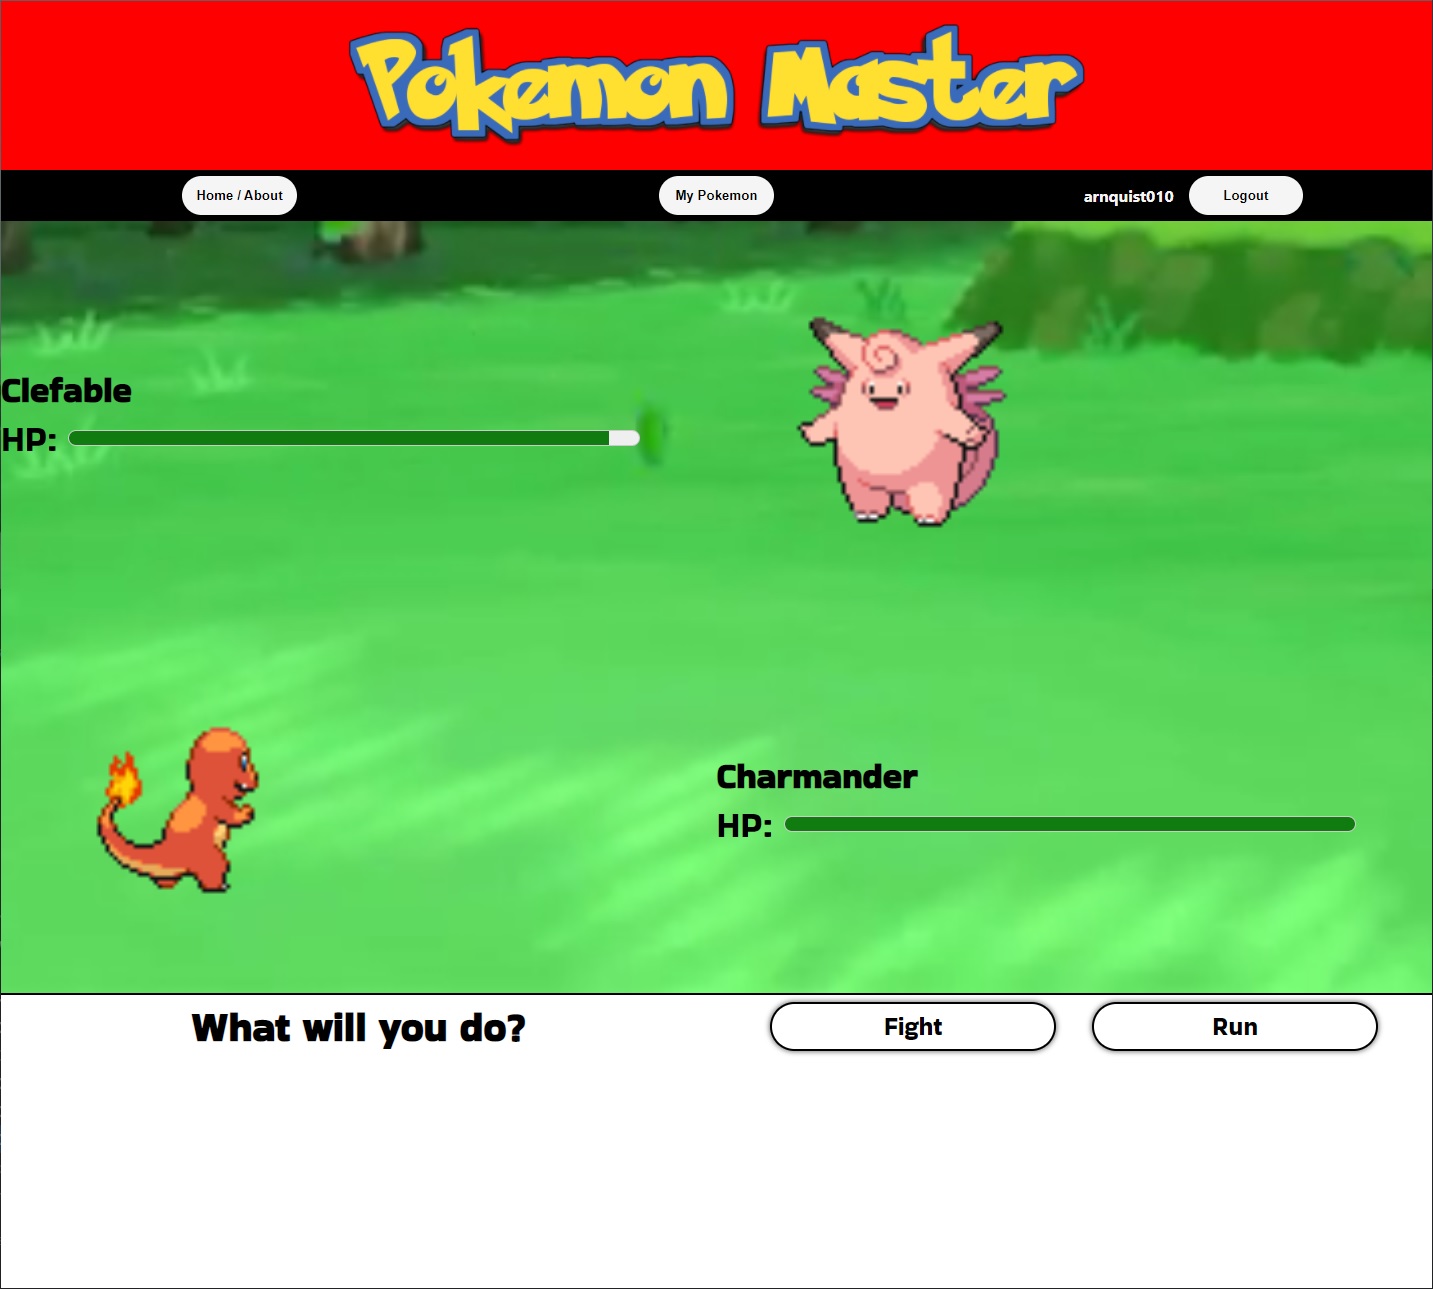 Pokemon Master
Home / About
My Pokemon
arnquist010
Logout
Clefable
HP:
Charmander
HP:
What will you do?
Fight
Run